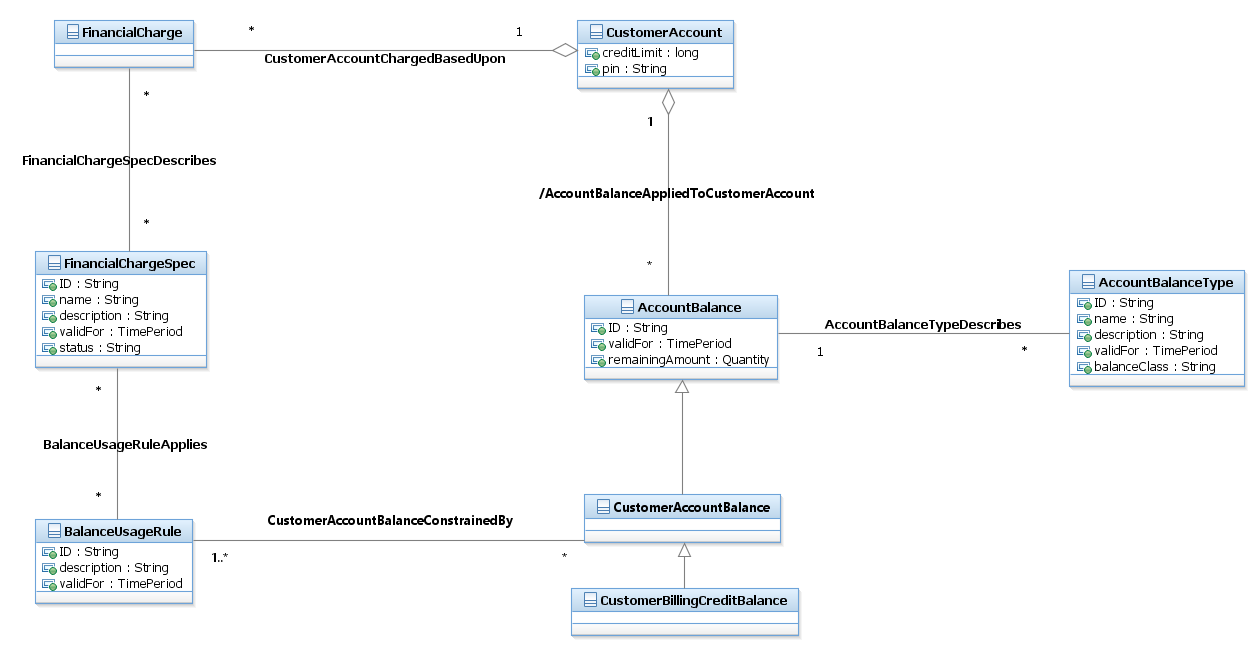 FinancialCharge
*
1
CustomerAccountChargedBasedUpon
CustomerAccount
creditLimit : long
pin : String
*
FinancialChargeSpecDescribes
*
1
/AccountBalanceAppliedToCustomerAccount
*
FinancialChargeSpec
ID : String
name : String
description : String
validFor : TimePeriod
status : String
AccountBalance
ID : String
validFor : TimePeriod
remainingAmount : Quantity
AccountBalanceTypeDescribes
1
*
AccountBalanceType
ID : String
name : String
description : String
validFor : TimePeriod
balanceClass : String
*
BalanceUsageRuleApplies
*
BalanceUsageRule
ID : String
description : String
validFor : TimePeriod
CustomerAccountBalanceConstrainedBy
1..*
*
CustomerAccountBalance
CustomerBillingCreditBalance